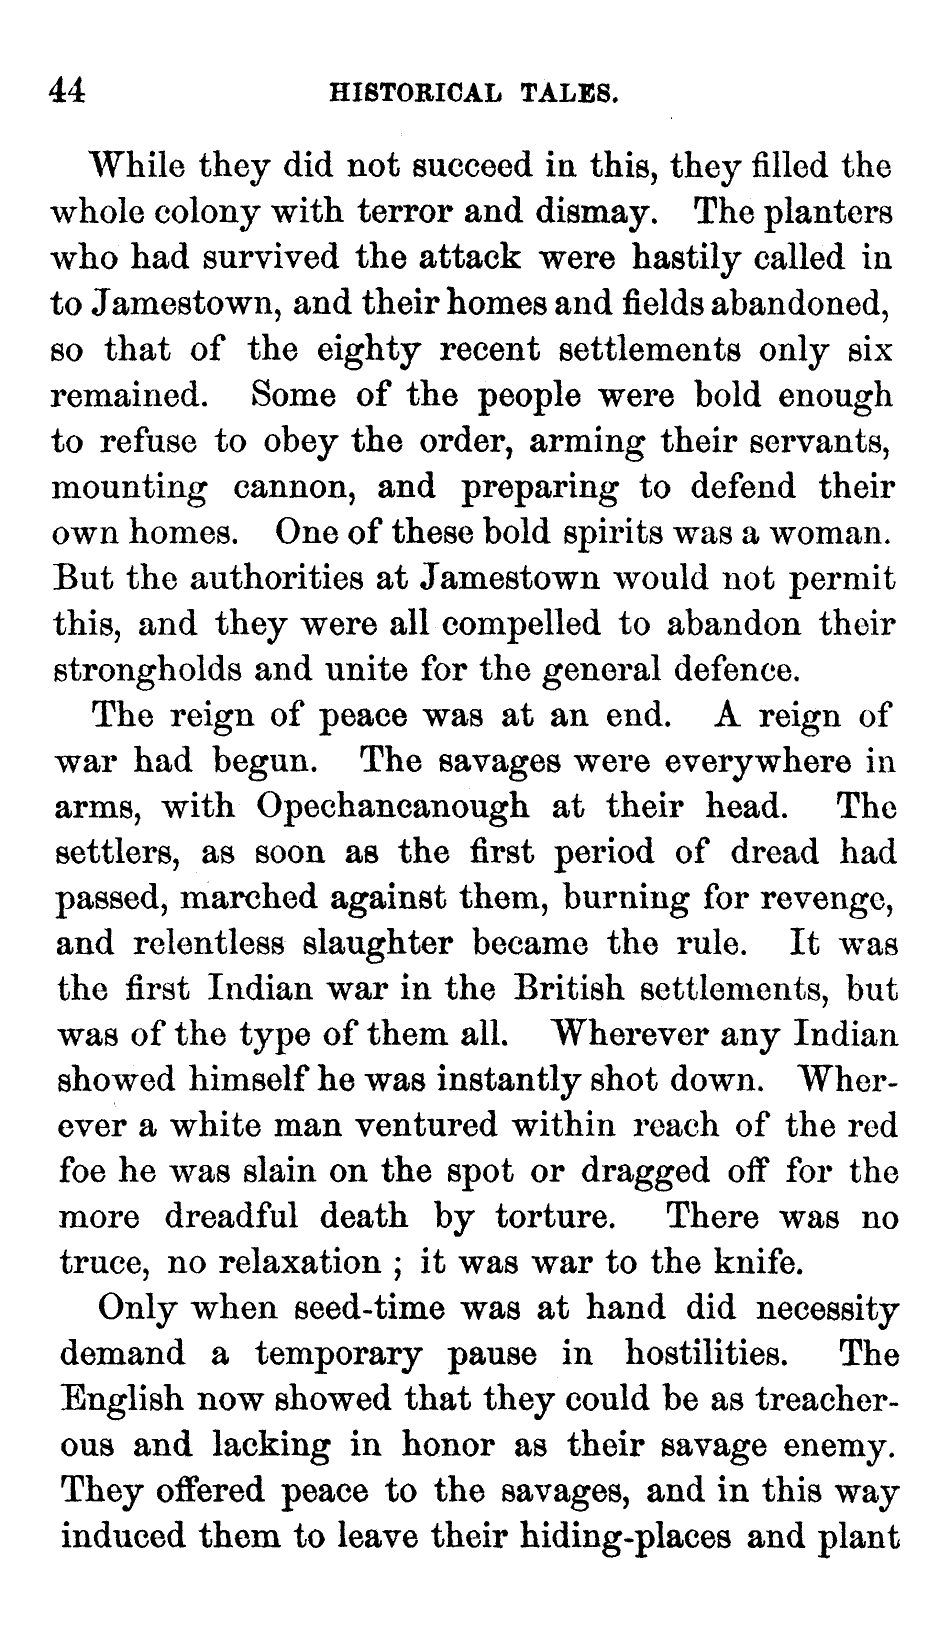 44 HISTORICAL TALES.
While they did not succeed in this, they filled the
whole colony with terror and dismay. The planters
who had survived the attack were hastily called in
to Jamestown, and their homes and fields abandoned,
so that of the eighty recent settlements only six
remained. Some of the people were bold enough
to refuse to obey the order, arming their servants,
mounting cannon, and preparing to defend their
own homes. One of these bold spirits was a woman.
But the authorities at Jamestown would not permit
this, and they were all compelled to abandon their
strongholds and unite for the general defence.
The reign of peace was at an end. A reign of
war had begun. The savages were everywhere in
arms, with Opechancanough at their head. The
settlers, as soon as the first period of dread had
passed, marched against them, burning for revenge,
and relentless slaughter became the rule. It was
the first Indian war in the British settlements, but
was of the type of them all. Wherever any Indian
showed himself he was instantly shot down. Wher-
ever a white man ventured within reach of the red
foe he was slain on the spot or dragged off for the
more dreadful death by torture. There was no
truce, no relaxation ; it was war to the knife.
Only when seed-time was at hand did necessity
demand a temporary pause in hostilities. The
English now showed that they could be as treacher-
ous and lacking in honor as their savage enemy.
They offered peace to the savages, and in this way
induced them to leave their hiding-places and plant